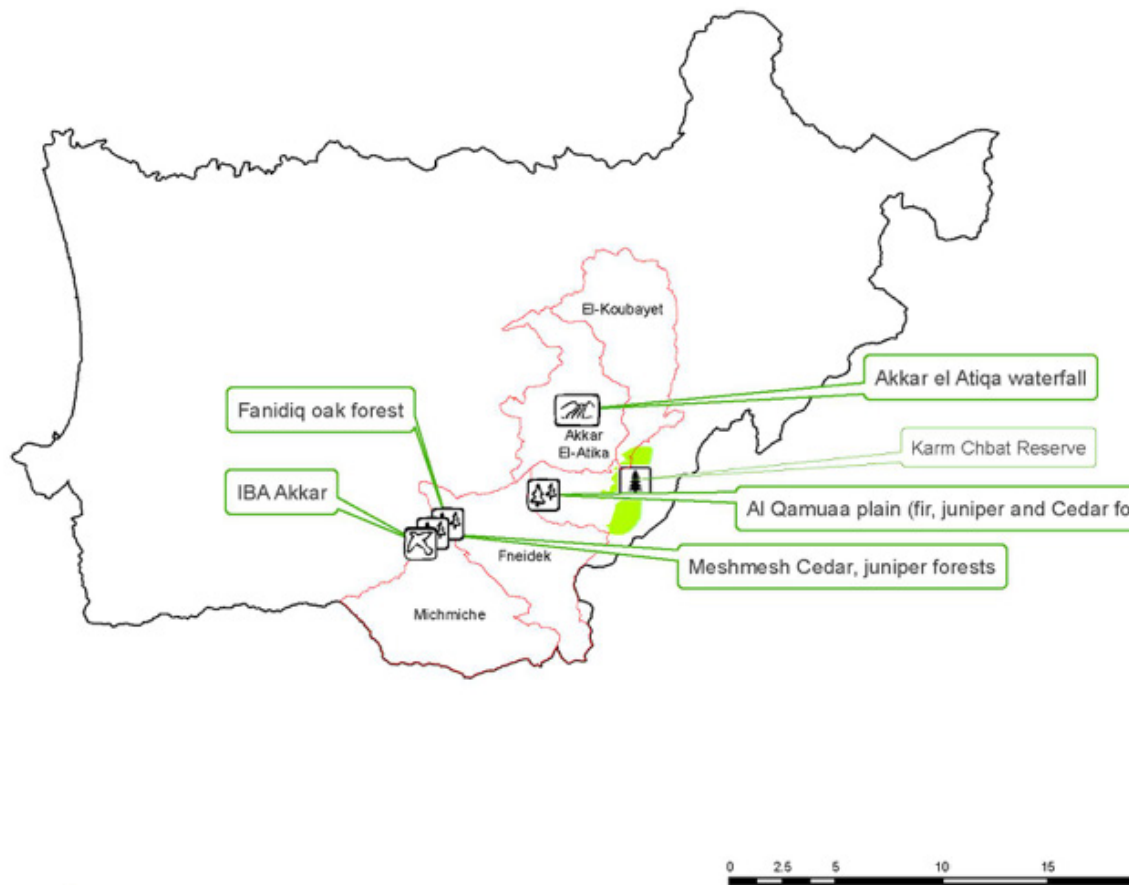 El-Koubayet
Akkar el Atiqa waterfall
Fanidiq oak forest
Akkar
El-Atika
Karm Chbat Reserve
IBA Akkar
Al Qamuaa plain (fir, juniper and Cedar fo
Fneidek
Meshmesh Cedar, juniper forests
Michmiche
0 2.5 5 10 15